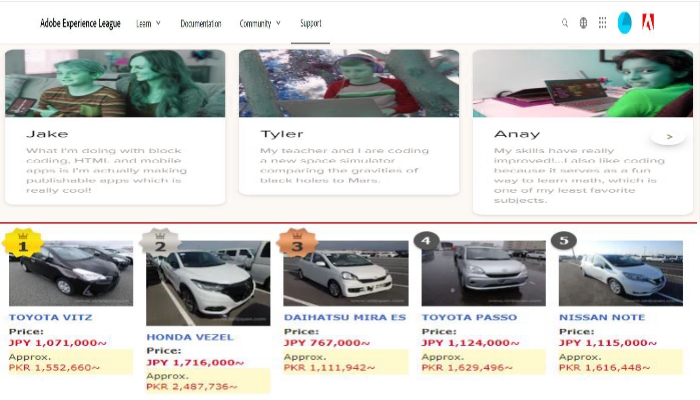 Adobe Experience League Learn Documentation Community Support
Jake
What I'm doing with block
coding, HTML and mobile
apps is I'm actually making
publishable apps which is
really cool!
Tyler
My teacher and I are coding
a new space simulator
comparing the gravities of
black holes to Mars.
Anay
My skills have really
improved!...I also like coding
because it serves as a fun
way to learn math, which is
one of my least favorite
subjects.
1
TOYOTA VITZ
Price:
JPY 1,071,000~
Approx.
PKR 1,552,660~
2
HONDA VEZEL
Price:
JPY 1,716,000~
Approx.
PKR 2,487,736~
3
DAIHATSU MIRA ES
Price:
JPY 767,000~
Approx.
PKR 1,111,942~
4
TOYOTA PASSO
Price:
JPY 1,124,000~
Approx.
PKR 1,629,496~
5
NISSAN NOTE
Price:
JPY 1,115,000~
Approx.
PKR 1,616,448~